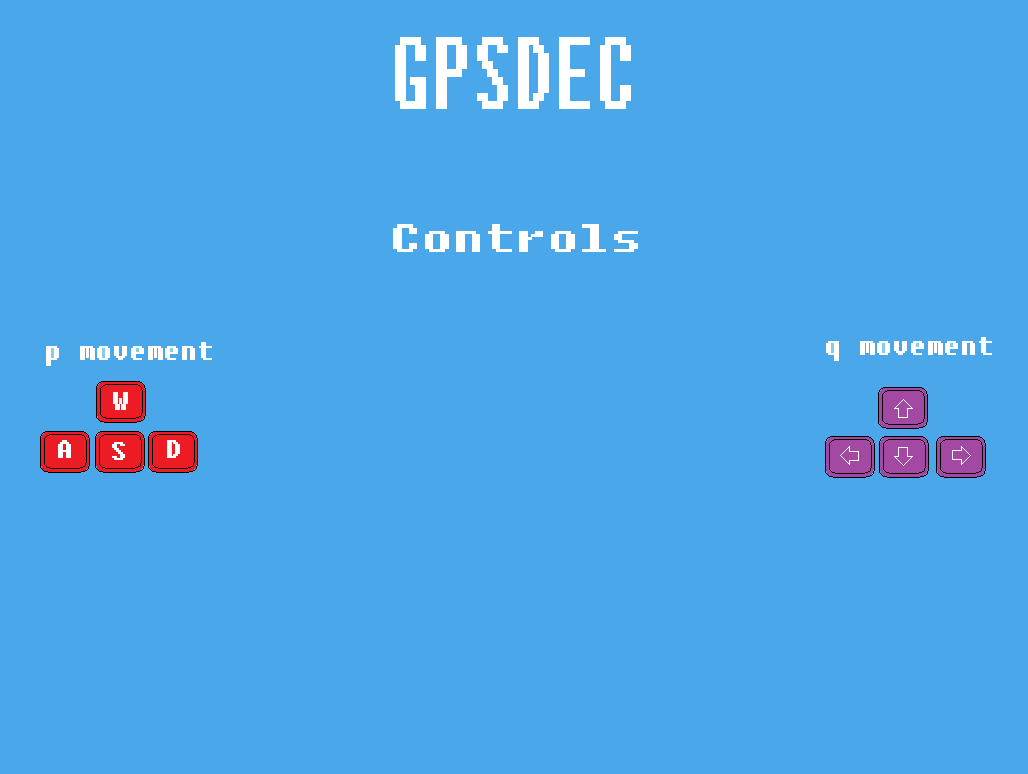 GPSDEC
Controls
p movement
W
A S D
q movement